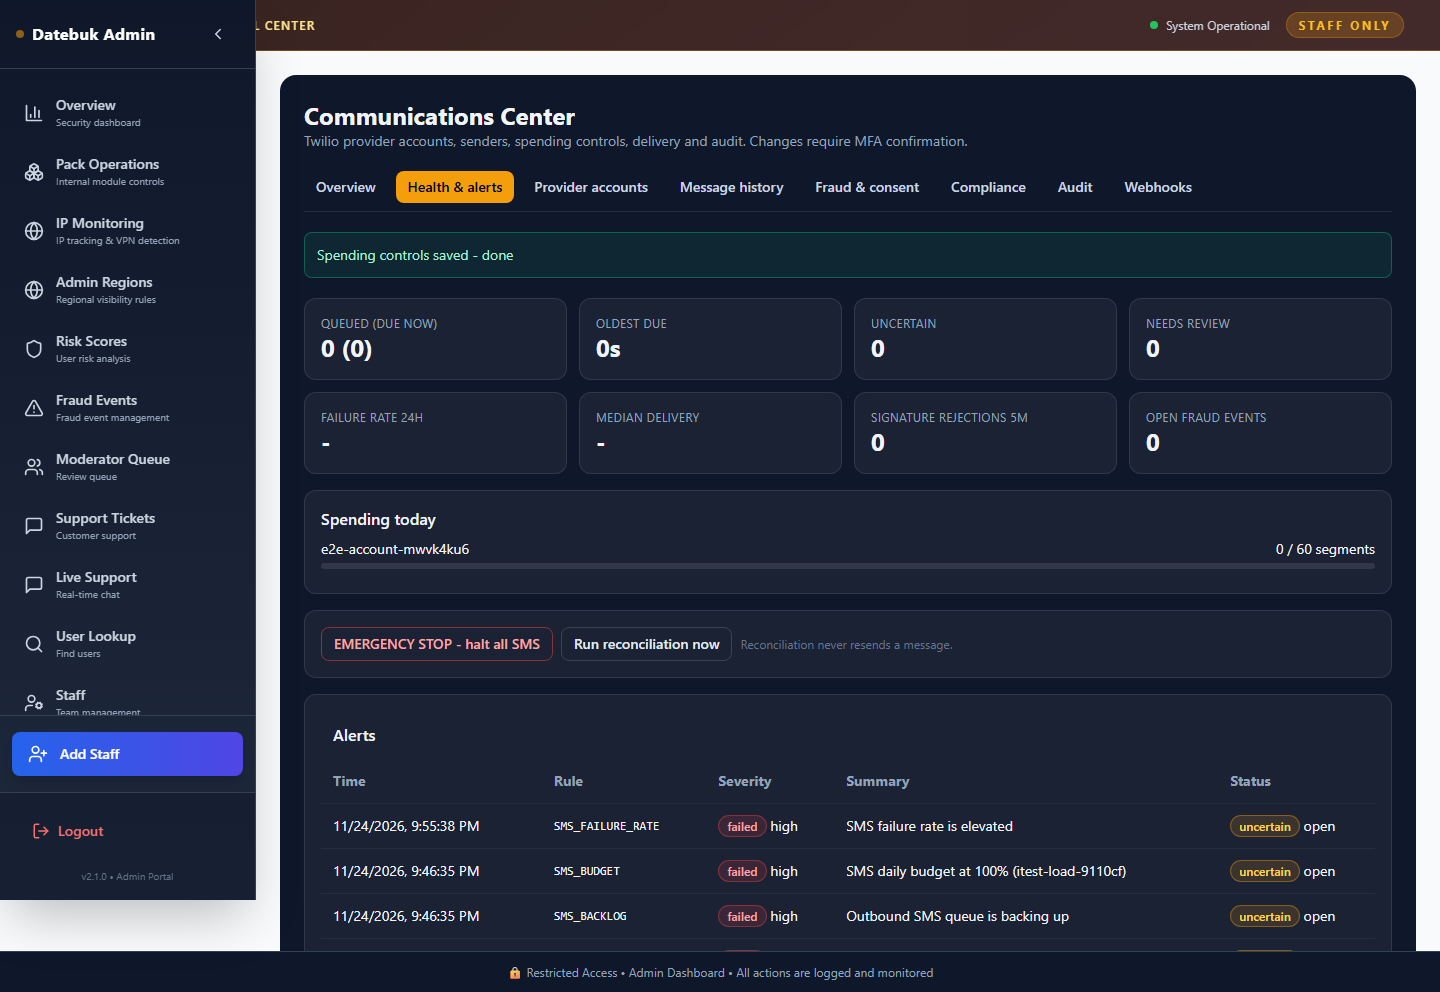 Datebuk Admin
L CENTER
System Operational
STAFF ONLY
Overview
Security dashboard
Pack Operations
Internal module controls
IP Monitoring
IP tracking & VPN detection
Admin Regions
Regional visibility rules
Risk Scores
User risk analysis
Fraud Events
Fraud event management
Moderator Queue
Review queue
Support Tickets
Customer support
Live Support
Real-time chat
User Lookup
Find users
Staff
Team management
Add Staff
Logout
v2.1.0 • Admin Portal
Communications Center
Twilio provider accounts, senders, spending controls, delivery and audit. Changes require MFA confirmation.
Overview Health & alerts Provider accounts Message history Fraud & consent Compliance Audit Webhooks
Spending controls saved - done
QUEUED (DUE NOW) OLDEST DUE UNCERTAIN NEEDS REVIEW
0 (0) 0s 0 0
FAILURE RATE 24H MEDIAN DELIVERY SIGNATURE REJECTIONS 5M OPEN FRAUD EVENTS
- - 0 0
Spending today
e2e-account-mwvk4ku6 0 / 60 segments
EMERGENCY STOP - halt all SMS Run reconciliation now Reconciliation never resends a message.
Alerts
Time Rule Severity Summary Status
11/24/2026, 9:55:38 PM SMS_FAILURE_RATE failed high SMS failure rate is elevated uncertain open
11/24/2026, 9:46:35 PM SMS_BUDGET failed high SMS daily budget at 100% (itest-load-9110cf) uncertain open
11/24/2026, 9:46:35 PM SMS_BACKLOG failed high Outbound SMS queue is backing up uncertain open
🔒 Restricted Access • Admin Dashboard • All actions are logged and monitored